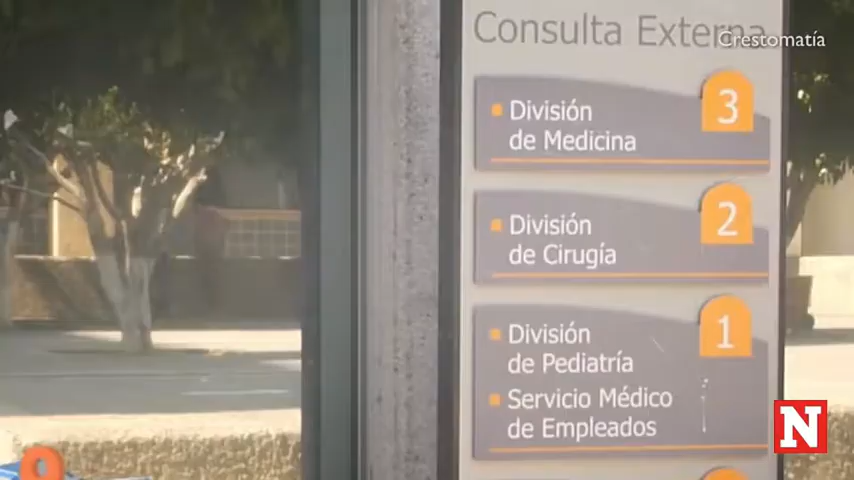 Consulta Externa
Crestomatía
3
División
de Medicina
2
División
de Cirugía
1
División
de Pediatría
Servicio Médico
de Empleados
N